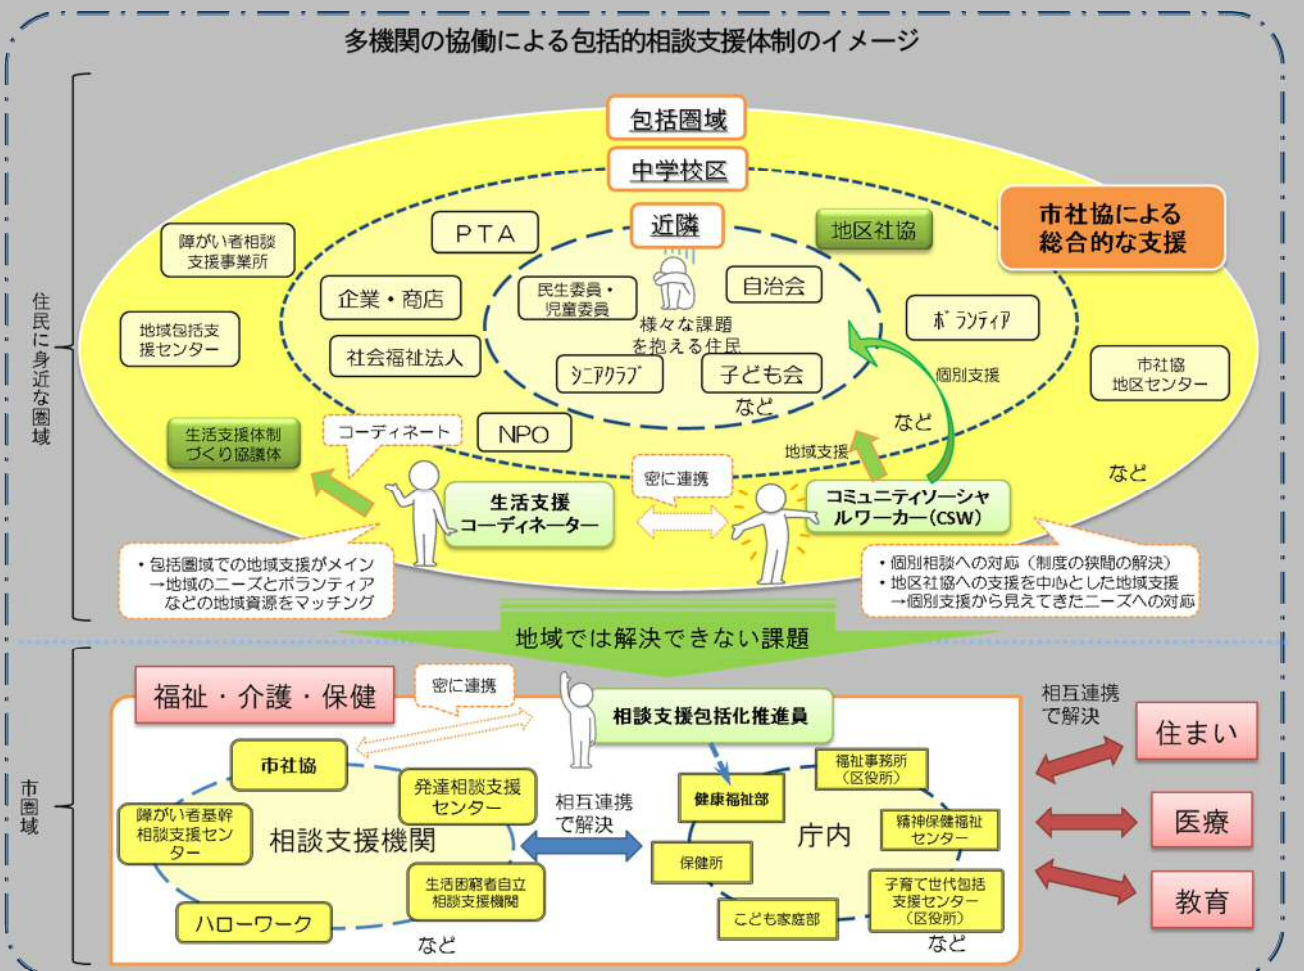 多機関の協働による包括的相談支援体制のイメージ
包括圏域
中学校区
近隣
市社協による
総合的な支援
地区社協
PTA
障がい者相談
支援事業所
企業・商店
民生委員・
児童委員
自治会
ボランティア
様々な課題
を抱える住民
地域包括支
援センター
社会福祉法人
シニアクラブ
子ども会
など
個別支援
市社協
地区センター
住民に身近な圏域
生活支援体制
づくり協議体
コーディネート
NPO
など
地域支援
など
密に連携
生活支援
コーディネーター
コミュニティソーシャ
ルワーカー(CSW)
・包括圏域での地域支援がメイン
→地域のニーズとボランティア
などの地域資源をマッチング
・個別相談への対応（制度の狭間の解決）
・地区社協への支援を中心とした地域支援
→個別支援から見えてきたニーズへの対応
地域では解決できない課題
福祉・介護・保健
密に連携
相談支援包括化推進員
相互連携
で解決
住まい
医療
教育
市圏域
市社協
発達相談支援
センター
障がい者基幹
相談支援セン
ター
相談支援機関
生活困窮者自立
相談支援機関
ハローワーク
など
相互連携
で解決
健康福祉部
福祉事務所
（区役所）
庁内
精神保健福祉
センター
保健所
子育て世代包括
支援センター
（区役所）
こども家庭部
など